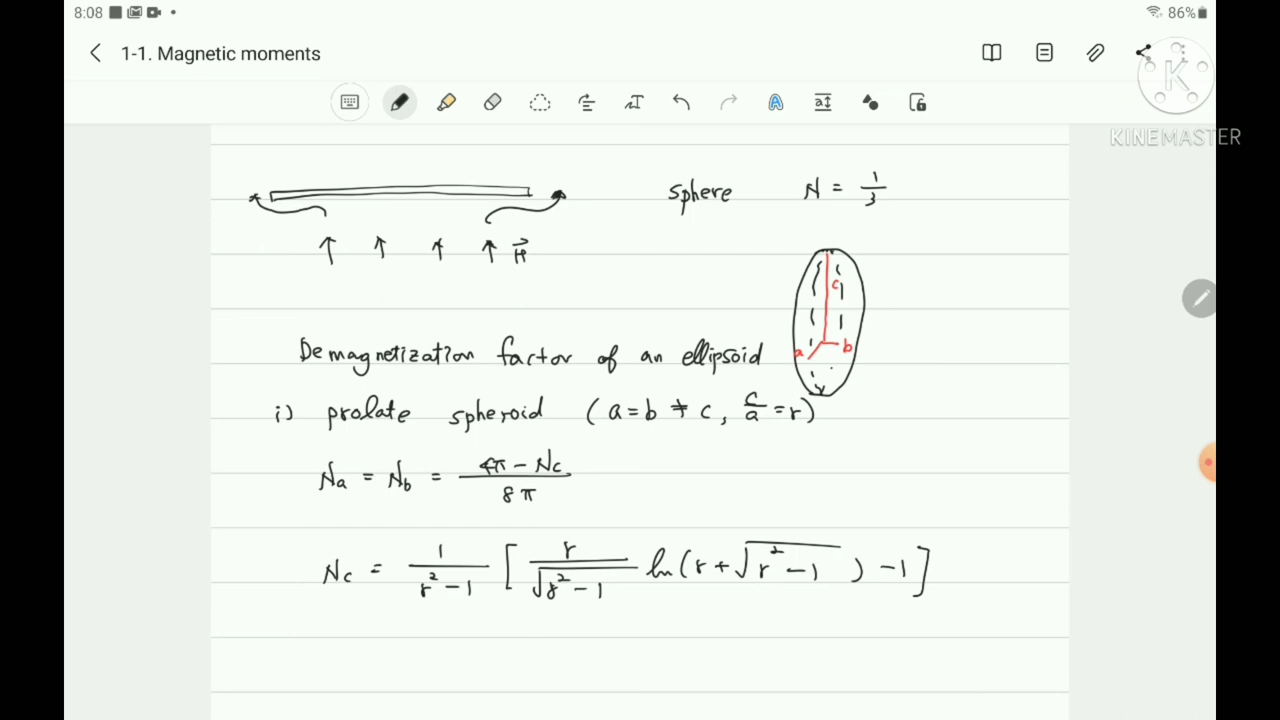 8:08 86%
1-1. Magnetic moments
KINEMASTER
sphere N = 1/3
H⃗
c
a b
Demagnetization factor of an ellipsoid
i) prolate spheroid (a = b ≠ c, c/a = r)
Na = Nb = (4π - Nc)/(8π)
Nc = 1/(r² - 1) [ r/√(r² - 1) ln(r + √(r² - 1)) - 1 ]